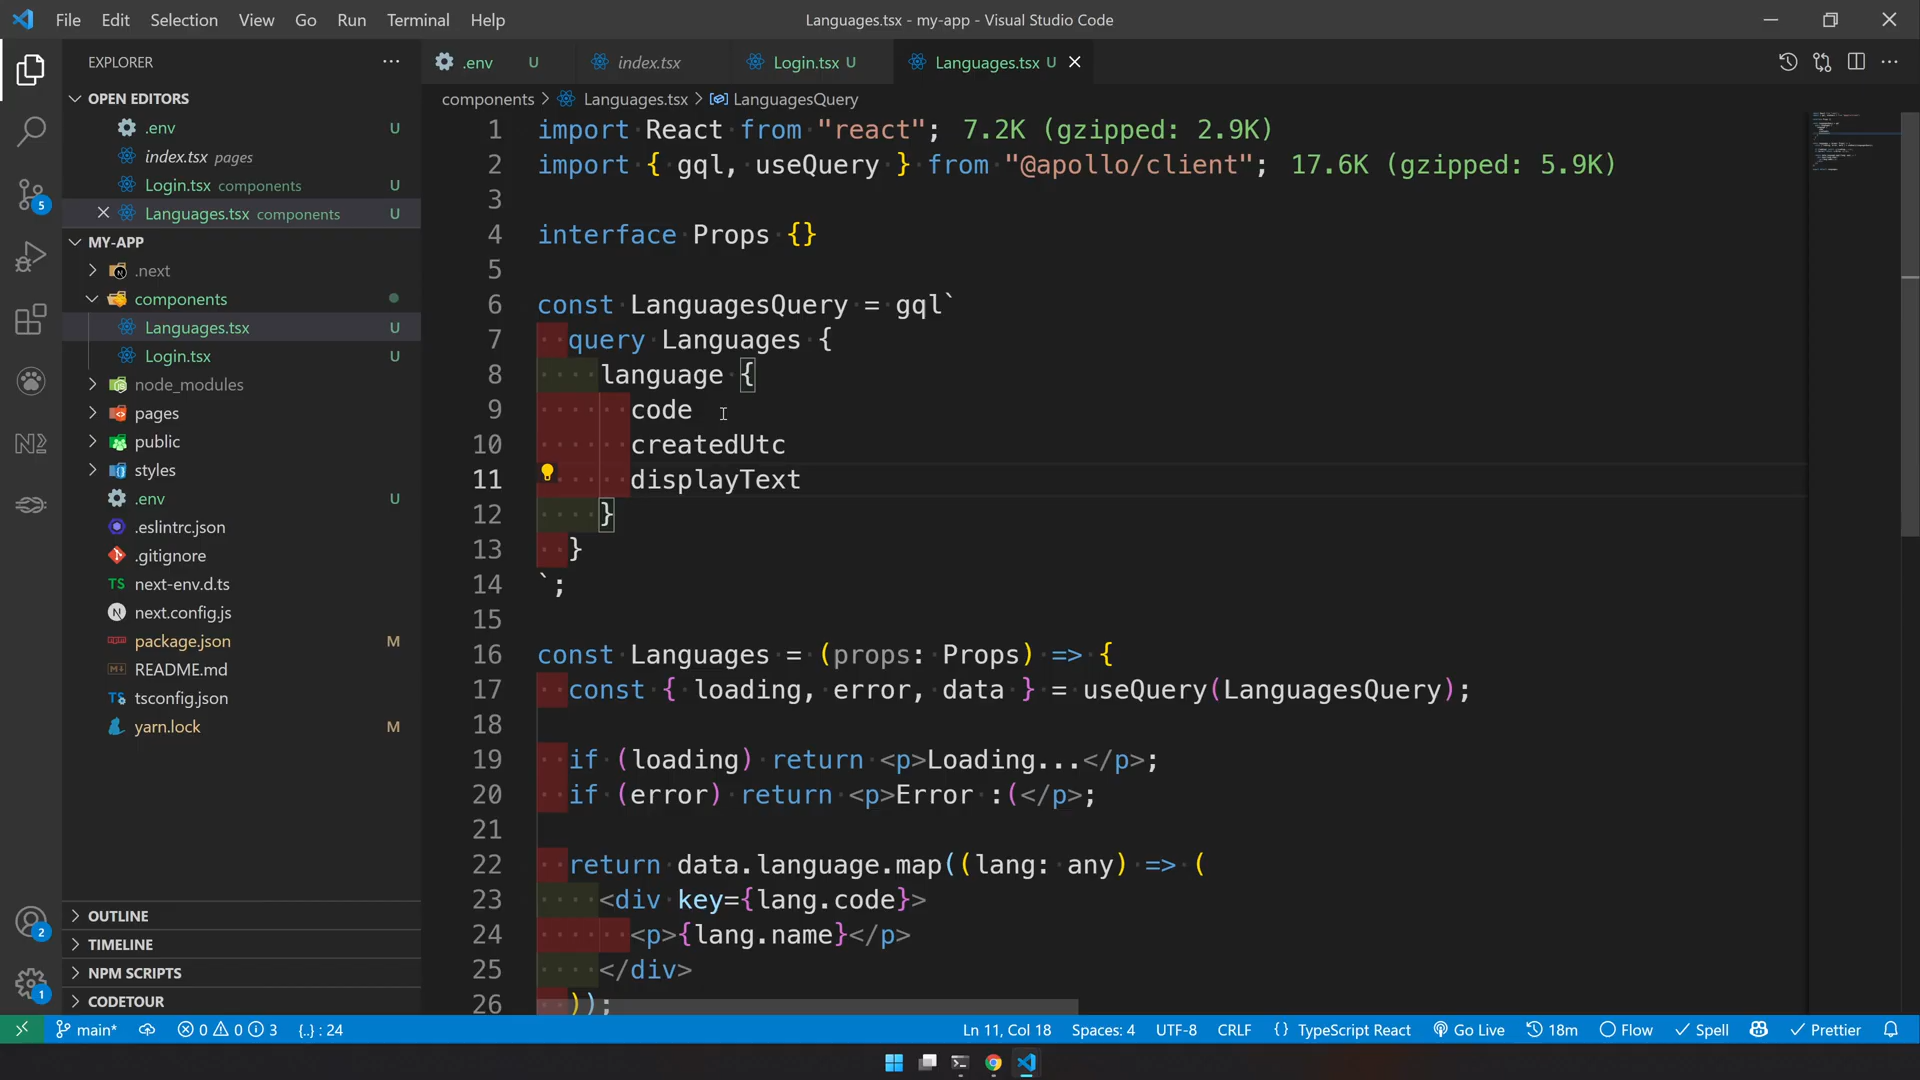 File Edit Selection View Go Run Terminal Help
Languages.tsx - my-app - Visual Studio Code
EXPLORER
.env U
index.tsx
Login.tsx U
Languages.tsx U
OPEN EDITORS
.env U
index.tsx pages
Login.tsx components U
Languages.tsx components U
MY-APP
.next
components
Languages.tsx U
Login.tsx U
node_modules
pages
public
styles
.env U
.eslintrc.json
.gitignore
TS next-env.d.ts
N next.config.js
package.json M
README.md
TS tsconfig.json
yarn.lock M
OUTLINE
TIMELINE
NPM SCRIPTS
CODETOUR
5
2
1
components > Languages.tsx > LanguagesQuery
1 import React from "react"; 7.2K (gzipped: 2.9K)
2 import { gql, useQuery } from "@apollo/client"; 17.6K (gzipped: 5.9K)
3
4 interface Props {}
5
6 const LanguagesQuery = gql`
7 query Languages {
8 language {
9 code
10 createdUtc
11 displayText
12 }
13 }
14 `;
15
16 const Languages = (props: Props) => {
17 const { loading, error, data } = useQuery(LanguagesQuery);
18
19 if (loading) return <p>Loading...</p>;
20 if (error) return <p>Error :(</p>;
21
22 return data.language.map((lang: any) => (
23 <div key={lang.code}>
24 <p>{lang.name}</p>
25 </div>
26 ));
main* 0 0 3 {..} : 24
Ln 11, Col 18 Spaces: 4 UTF-8 CRLF {} TypeScript React Go Live 18m Flow Spell Prettier